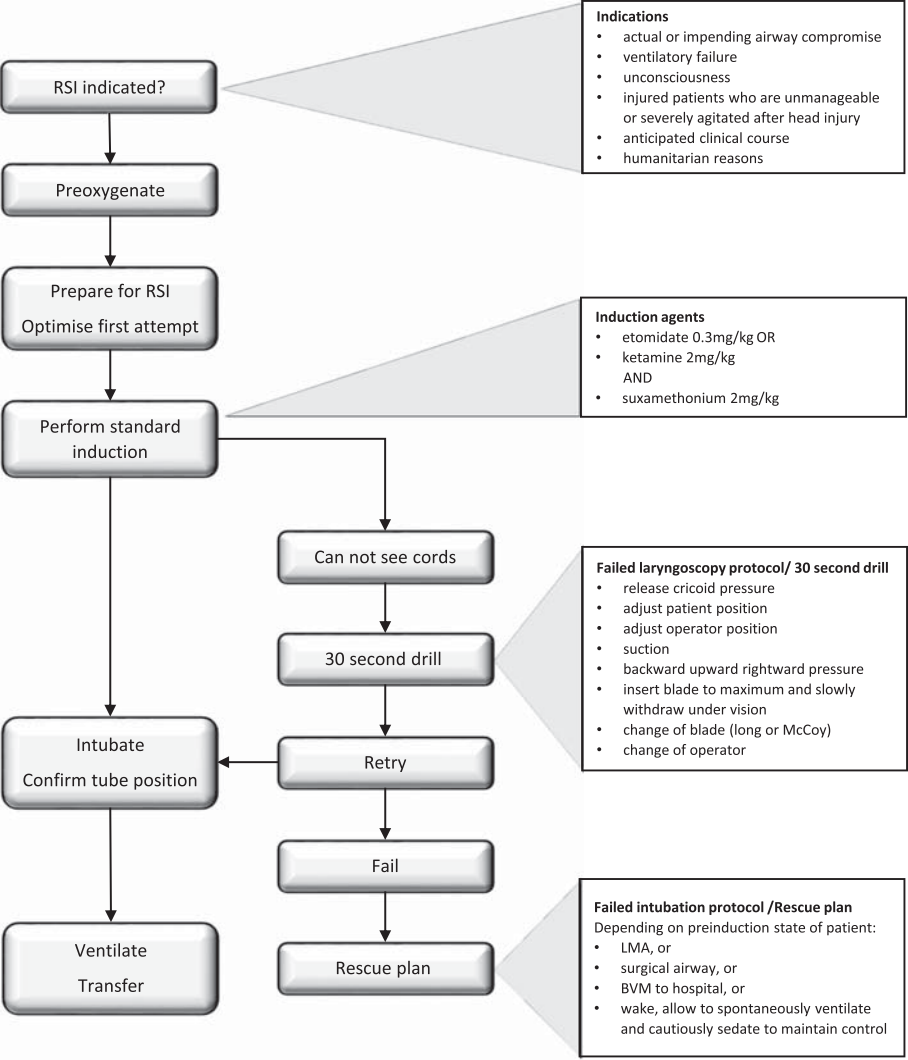 RSI indicated?
Indications
• actual or impending airway compromise
• ventilatory failure
• unconsciousness
• injured patients who are unmanageable
or severely agitated after head injury
• anticipated clinical course
• humanitarian reasons
Preoxygenate
Prepare for RSI
Optimise first attempt
Induction agents
• etomidate 0.3mg/kg OR
• ketamine 2mg/kg
AND
• suxamethonium 2mg/kg
Perform standard
induction
Can not see cords
30 second drill
Failed laryngoscopy protocol/ 30 second drill
• release cricoid pressure
• adjust patient position
• adjust operator position
• suction
• backward upward rightward pressure
• insert blade to maximum and slowly
withdraw under vision
• change of blade (long or McCoy)
• change of operator
Retry
Intubate
Confirm tube position
Fail
Rescue plan
Failed intubation protocol /Rescue plan
Depending on preinduction state of patient:
• LMA, or
• surgical airway, or
• BVM to hospital, or
• wake, allow to spontaneously ventilate
and cautiously sedate to maintain control
Ventilate
Transfer